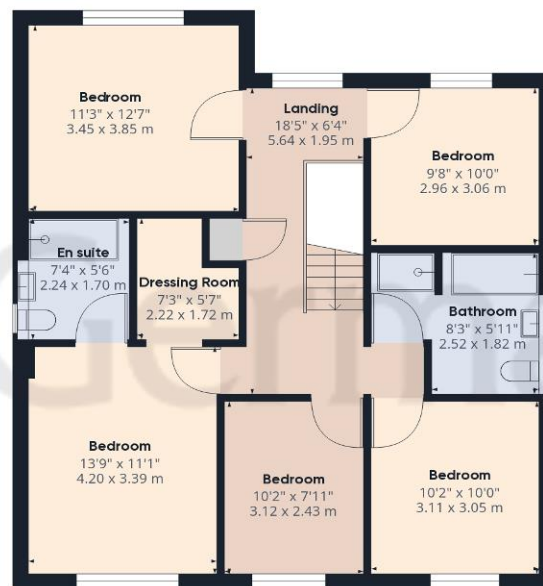 Bedroom
11'3" x 12'7"
3.45 x 3.85 m
Landing
18'5" x 6'4"
5.64 x 1.95 m
Bedroom
9'8" x 10'0"
2.96 x 3.06 m
En suite
7'4" x 5'6"
2.24 x 1.70 m
Dressing Room
7'3" x 5'7"
2.22 x 1.72 m
Bathroom
8'3" x 5'11"
2.52 x 1.82 m
Bedroom
13'9" x 11'1"
4.20 x 3.39 m
Bedroom
10'2" x 7'11"
3.12 x 2.43 m
Bedroom
10'2" x 10'0"
3.11 x 3.05 m